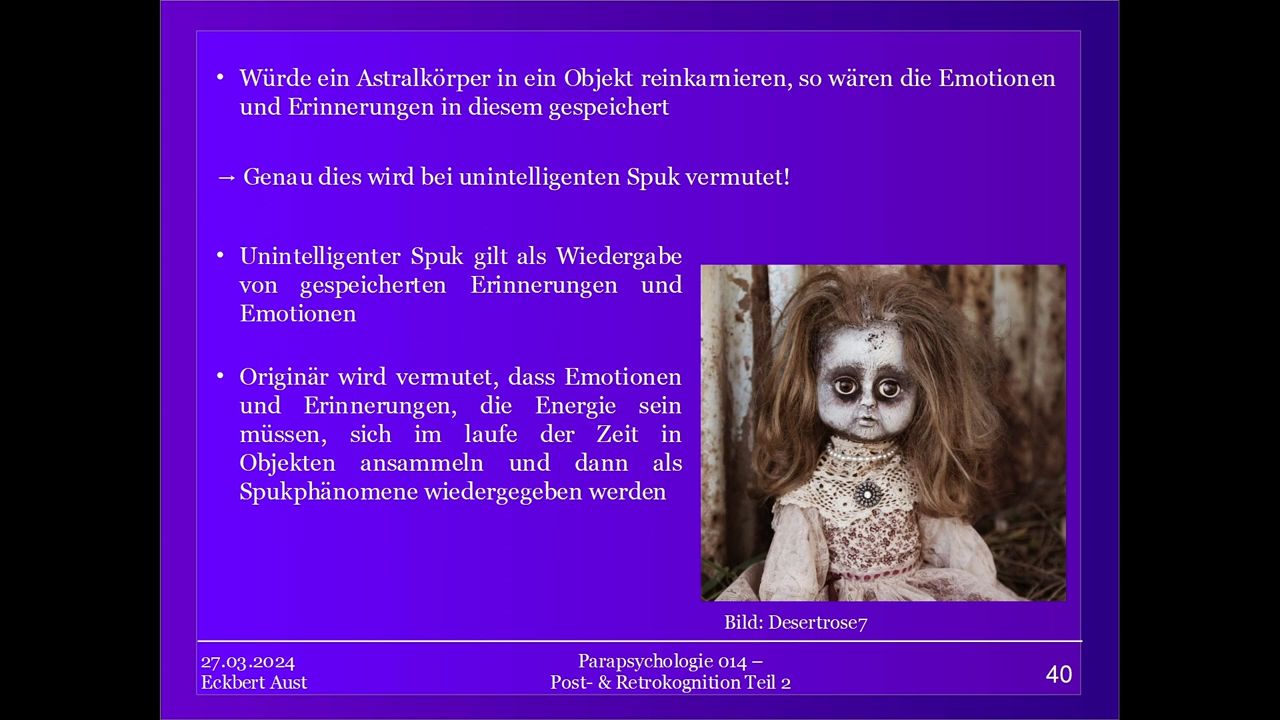 • Würde ein Astralkörper in ein Objekt reinkarnieren, so wären die Emotionen
und Erinnerungen in diesem gespeichert
→ Genau dies wird bei unintelligenten Spuk vermutet!
• Unintelligenter Spuk gilt als Wiedergabe
von gespeicherten Erinnerungen und
Emotionen
• Originär wird vermutet, dass Emotionen
und Erinnerungen, die Energie sein
müssen, sich im laufe der Zeit in
Objekten ansammeln und dann als
Spukphänomene wiedergegeben werden
Bild: Desertrose7
27.03.2024
Eckbert Aust
Parapsychologie 014 –
Post- & Retrokognition Teil 2
40